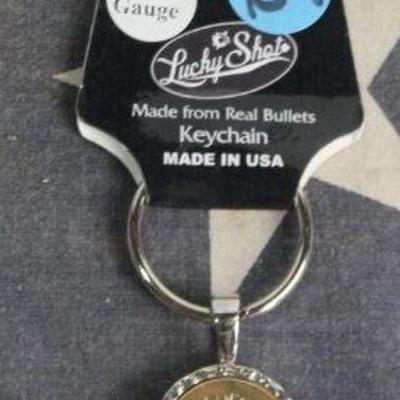 Gauge
Lucky Shot
Made from Real Bullets
Keychain
MADE IN USA